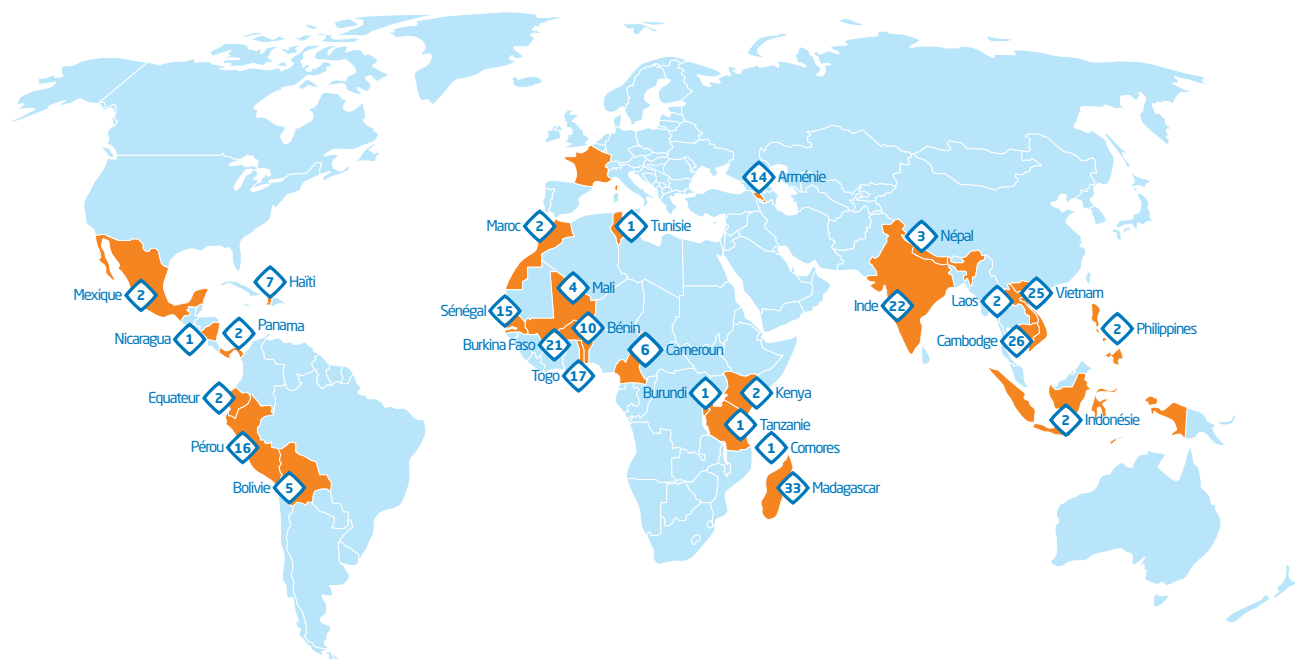 14 Arménie
Maroc 2
1 Tunisie
3 Népal
7 Haïti
Mexique 2
4 Mali
25 Vietnam
Laos 2
Inde 22
Sénégal 15
Nicaragua 1
2 Panama
10 Bénin
2 Philippines
Burkina Faso 21
Cambodge 26
6 Cameroun
Togo 17
Equateur 2
Burundi 1
2 Kenya
1 Tanzanie
2 Indonésie
Pérou 16
1 Comores
Bolivie 5
33 Madagascar